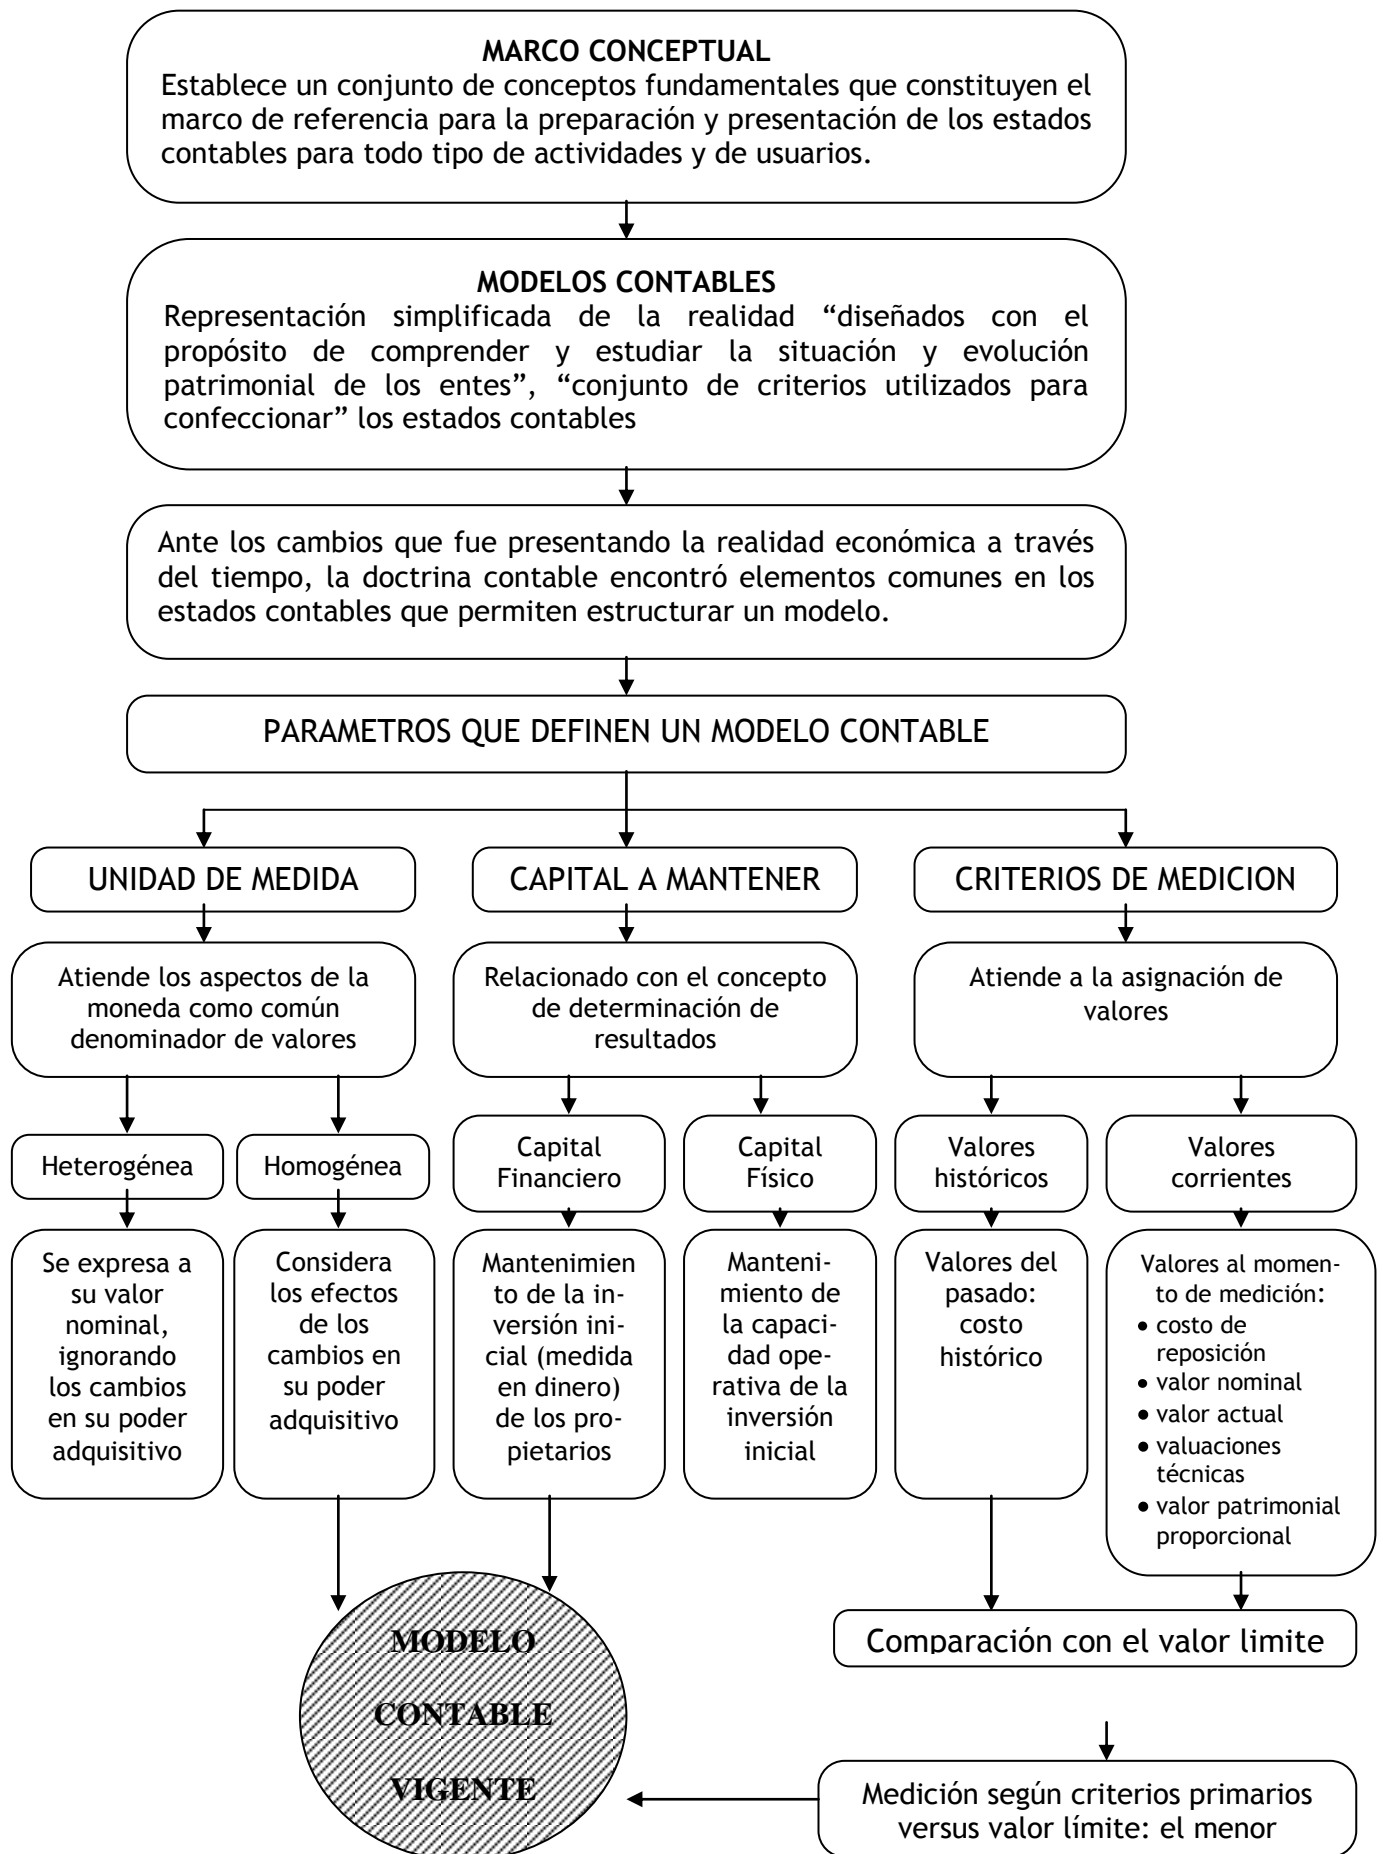 MARCO CONCEPTUAL
Establece un conjunto de conceptos fundamentales que constituyen el
marco de referencia para la preparación y presentación de los estados
contables para todo tipo de actividades y de usuarios.
MODELOS CONTABLES
Representación simplificada de la realidad “diseñados con el
propósito de comprender y estudiar la situación y evolución
patrimonial de los entes”, “conjunto de criterios utilizados para
confeccionar” los estados contables
Ante los cambios que fue presentando la realidad económica a través
del tiempo, la doctrina contable encontró elementos comunes en los
estados contables que permiten estructurar un modelo.
PARAMETROS QUE DEFINEN UN MODELO CONTABLE
UNIDAD DE MEDIDA
CAPITAL A MANTENER
CRITERIOS DE MEDICION
Atiende los aspectos de la
moneda como común
denominador de valores
Relacionado con el concepto
de determinación de
resultados
Atiende a la asignación de
valores
Heterogénea
Homogénea
Capital
Financiero
Capital
Físico
Valores
históricos
Valores
corrientes
Se expresa a
su valor
nominal,
ignorando
los cambios
en su poder
adquisitivo
Considera
los efectos
de los
cambios en
su poder
adquisitivo
Mantenimien
to de la in-
versión ini-
cial (medida
en dinero)
de los pro-
pietarios
Manteni-
miento de
la capaci-
dad ope-
rativa de la
inversión
inicial
Valores del
pasado:
costo
histórico
Valores al momen-
to de medición:
• costo de
reposición
• valor nominal
• valor actual
• valuaciones
técnicas
• valor patrimonial
proporcional
Comparación con el valor limite
MODELO
CONTABLE
VIGENTE
Medición según criterios primarios
versus valor límite: el menor